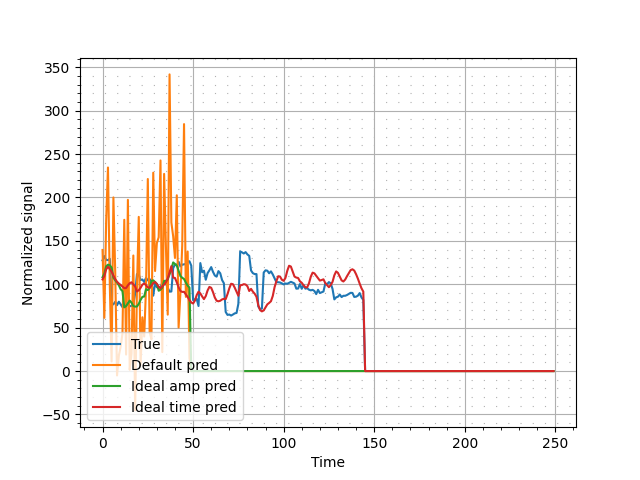 350
300
250
200
150
100
50
0
−50
Normalized signal
True
Default pred
Ideal amp pred
Ideal time pred
0 50 100 150 200 250
Time